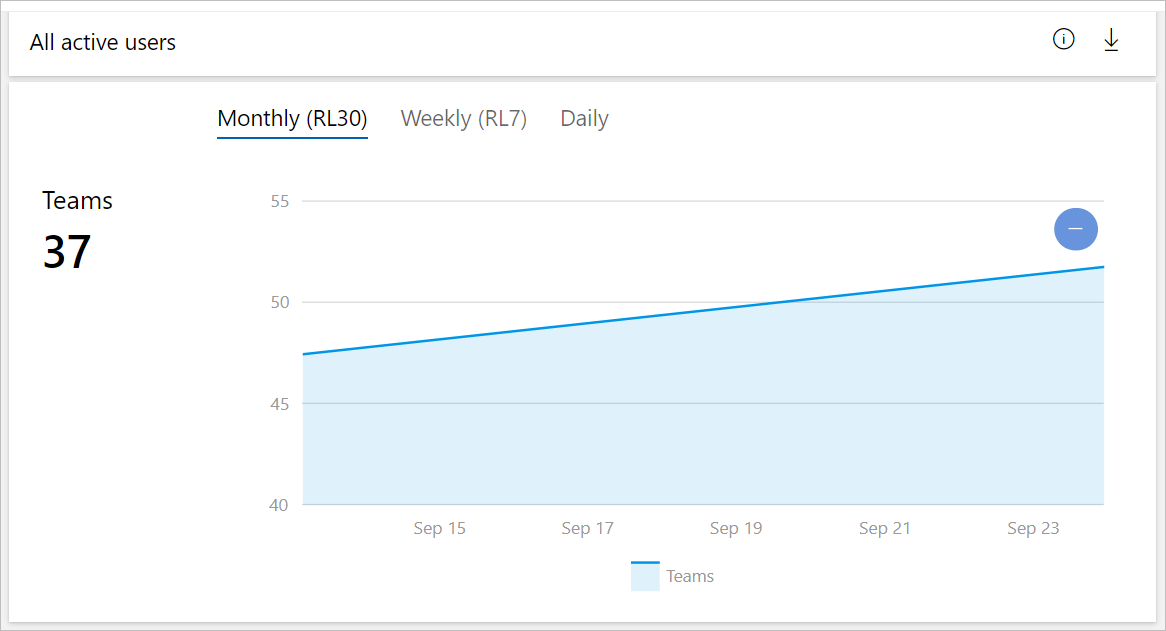 All active users
Monthly (RL30) Weekly (RL7) Daily
Teams
37
55
50
45
40
Sep 15 Sep 17 Sep 19 Sep 21 Sep 23
Teams